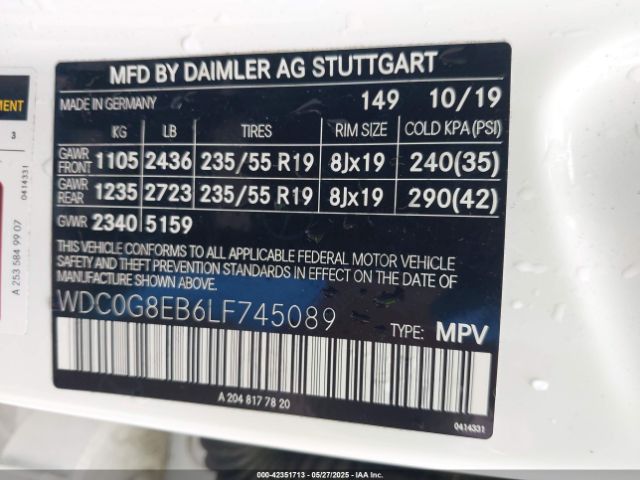 MFD BY DAIMLER AG STUTTGART
MADE IN GERMANY 149 10/19
KG LB TIRES RIM SIZE COLD KPA(PSI)
GAWR FRONT 1105 2436 235/55 R19 8Jx19 240(35)
GAWR REAR 1235 2723 235/55 R19 8Jx19 290(42)
GVWR 2340 5159
THIS VEHICLE CONFORMS TO ALL APPLICABLE FEDERAL MOTOR VEHICLE
SAFETY AND THEFT PREVENTION STANDARDS IN EFFECT ON THE DATE OF
MANUFACTURE SHOWN ABOVE.
WDC0G8EB6LF745089
TYPE: MPV
A 204 817 78 20
0414331
MENT
3
0414331
A 253 584 99 07
000-42351713 - 05/27/2025 - IAAI Inc.